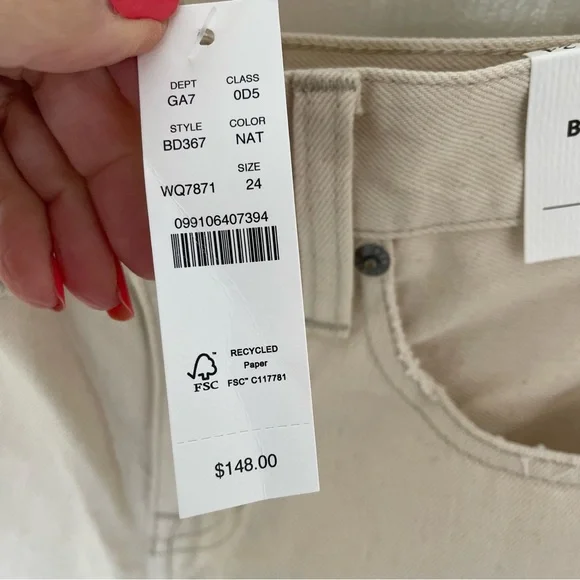 DEPT CLASS
GA7 0D5
STYLE COLOR
BD367 NAT
SIZE
WQ7871 24
099106407394
RECYCLED
Paper
FSC FSC™ C117781
$148.00
B